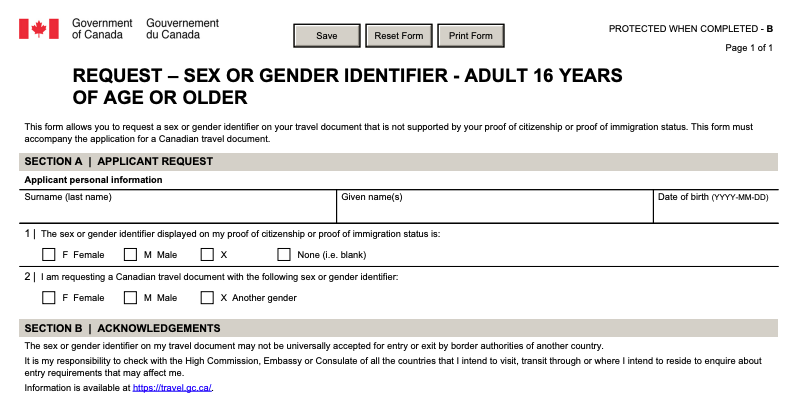 Government of Canada
Gouvernement du Canada
Save
Reset Form
Print Form
PROTECTED WHEN COMPLETED - B
Page 1 of 1
REQUEST – SEX OR GENDER IDENTIFIER - ADULT 16 YEARS
OF AGE OR OLDER
This form allows you to request a sex or gender identifier on your travel document that is not supported by your proof of citizenship or proof of immigration status. This form must
accompany the application for a Canadian travel document.
SECTION A | APPLICANT REQUEST
Applicant personal information
Surname (last name)
Given name(s)
Date of birth (YYYY-MM-DD)
1 | The sex or gender identifier displayed on my proof of citizenship or proof of immigration status is:
F Female
M Male
X
None (i.e. blank)
2 | I am requesting a Canadian travel document with the following sex or gender identifier:
F Female
M Male
X Another gender
SECTION B | ACKNOWLEDGEMENTS
The sex or gender identifier on my travel document may not be universally accepted for entry or exit by border authorities of another country.
It is my responsibility to check with the High Commission, Embassy or Consulate of all the countries that I intend to visit, transit through or where I intend to reside to enquire about
entry requirements that may affect me.
Information is available at https://travel.gc.ca/.